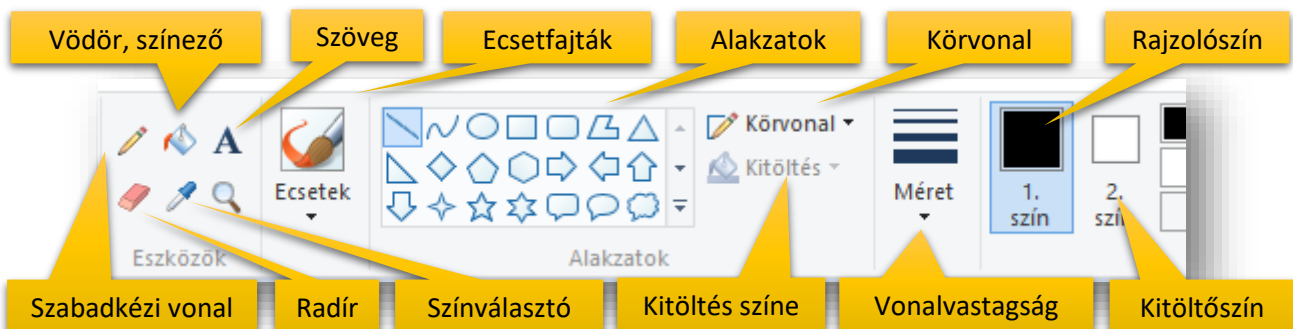 Vödör, színező
Szöveg
Ecsetfajták
Alakzatok
Körvonal
Rajzolószín
A
Körvonal
Kitöltés
Ecsetek
Méret
1.
szín
2.
szín
Eszközök
Alakzatok
Szabadkézi vonal
Radír
Színválasztó
Kitöltés színe
Vonalvastagság
Kitöltőszín